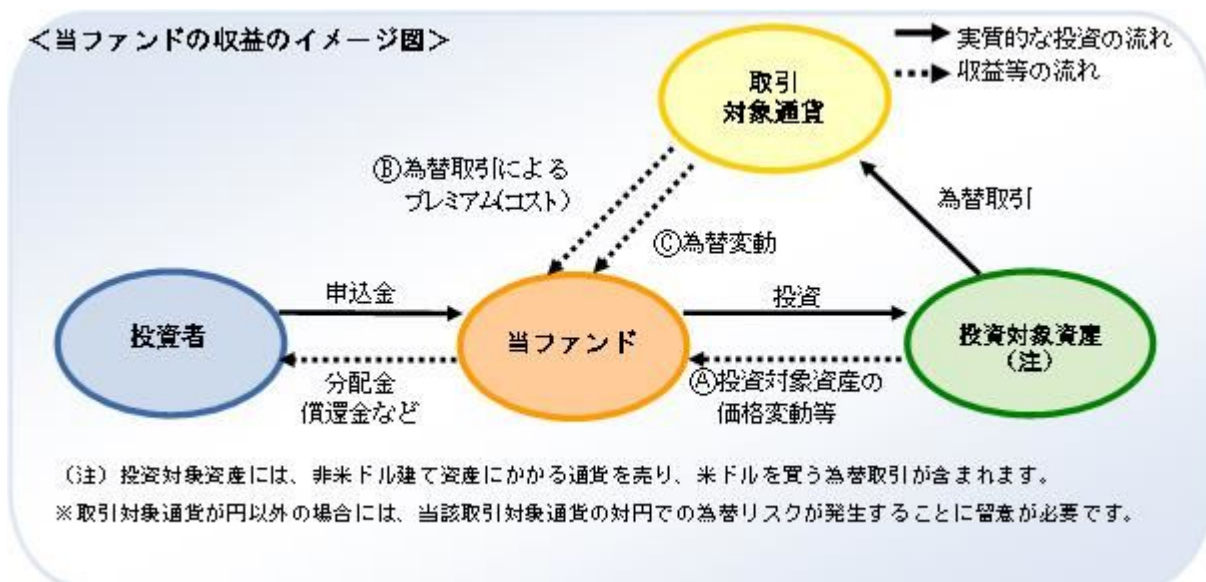 ＜当ファンドの収益のイメージ図＞
実質的な投資の流れ
収益等の流れ
取引
対象通貨
Ⓑ為替取引による
プレミアム(コスト)
為替取引
Ⓒ為替変動
申込金
投資
投資者
当ファンド
投資対象資産
（注）
分配金
償還金など
Ⓐ投資対象資産の
価格変動等
（注）投資対象資産には、非米ドル建て資産にかかる通貨を売り、米ドルを買う為替取引が含まれます。
※取引対象通貨が円以外の場合には、当該取引対象通貨の対円での為替リスクが発生することに留意が必要です。